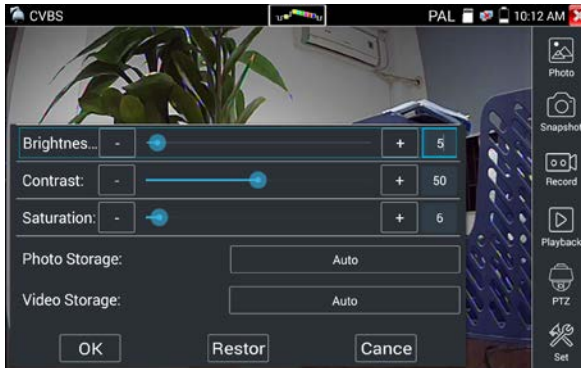 CVBS PAL 10:12 AM
Brightnes... - + 5
Contrast: - + 50
Saturation: - + 6
Photo Storage: Auto
Video Storage: Auto
OK Restor Cance
Photo
Snapshot
Record
Playback
PTZ
Set